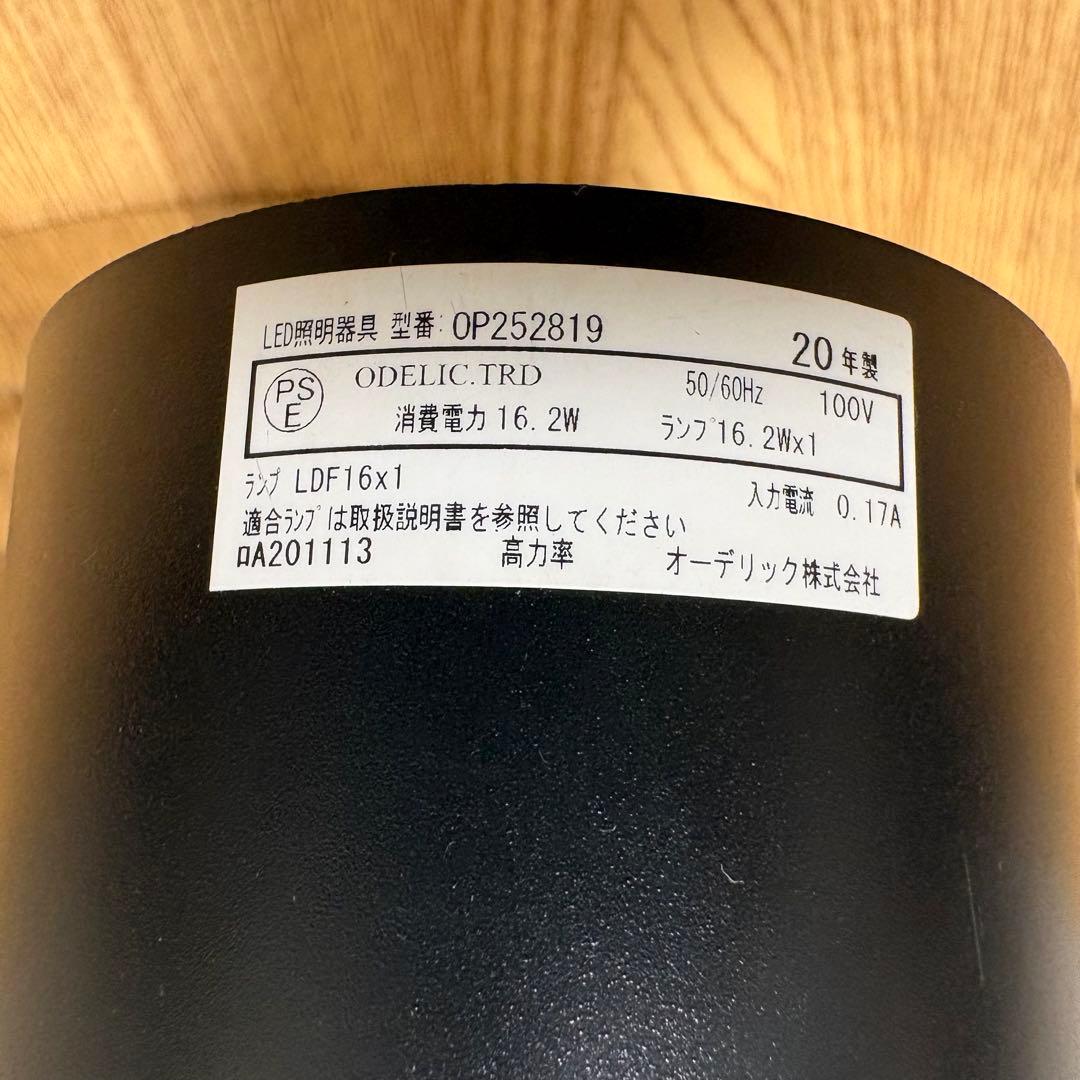 LED照明器具 型番:OP252819
20年製
PS
E
ODELIC.TRD 50/60Hz 100V
消費電力 16.2W ランプ16.2Wx1
ランプ LDF16x1 入力電流 0.17A
適合ランプは取扱説明書を参照してください
ロA201113 高力率 オーデリック株式会社